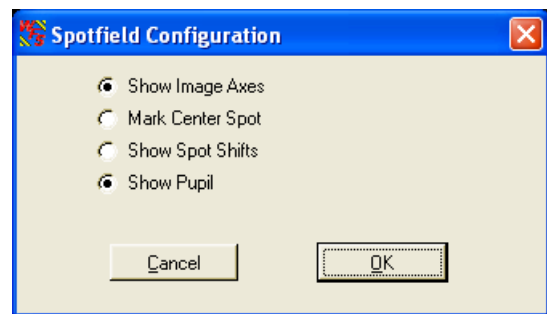 Spotfield Configuration
Show Image Axes
Mark Center Spot
Show Spot Shifts
Show Pupil
Cancel OK